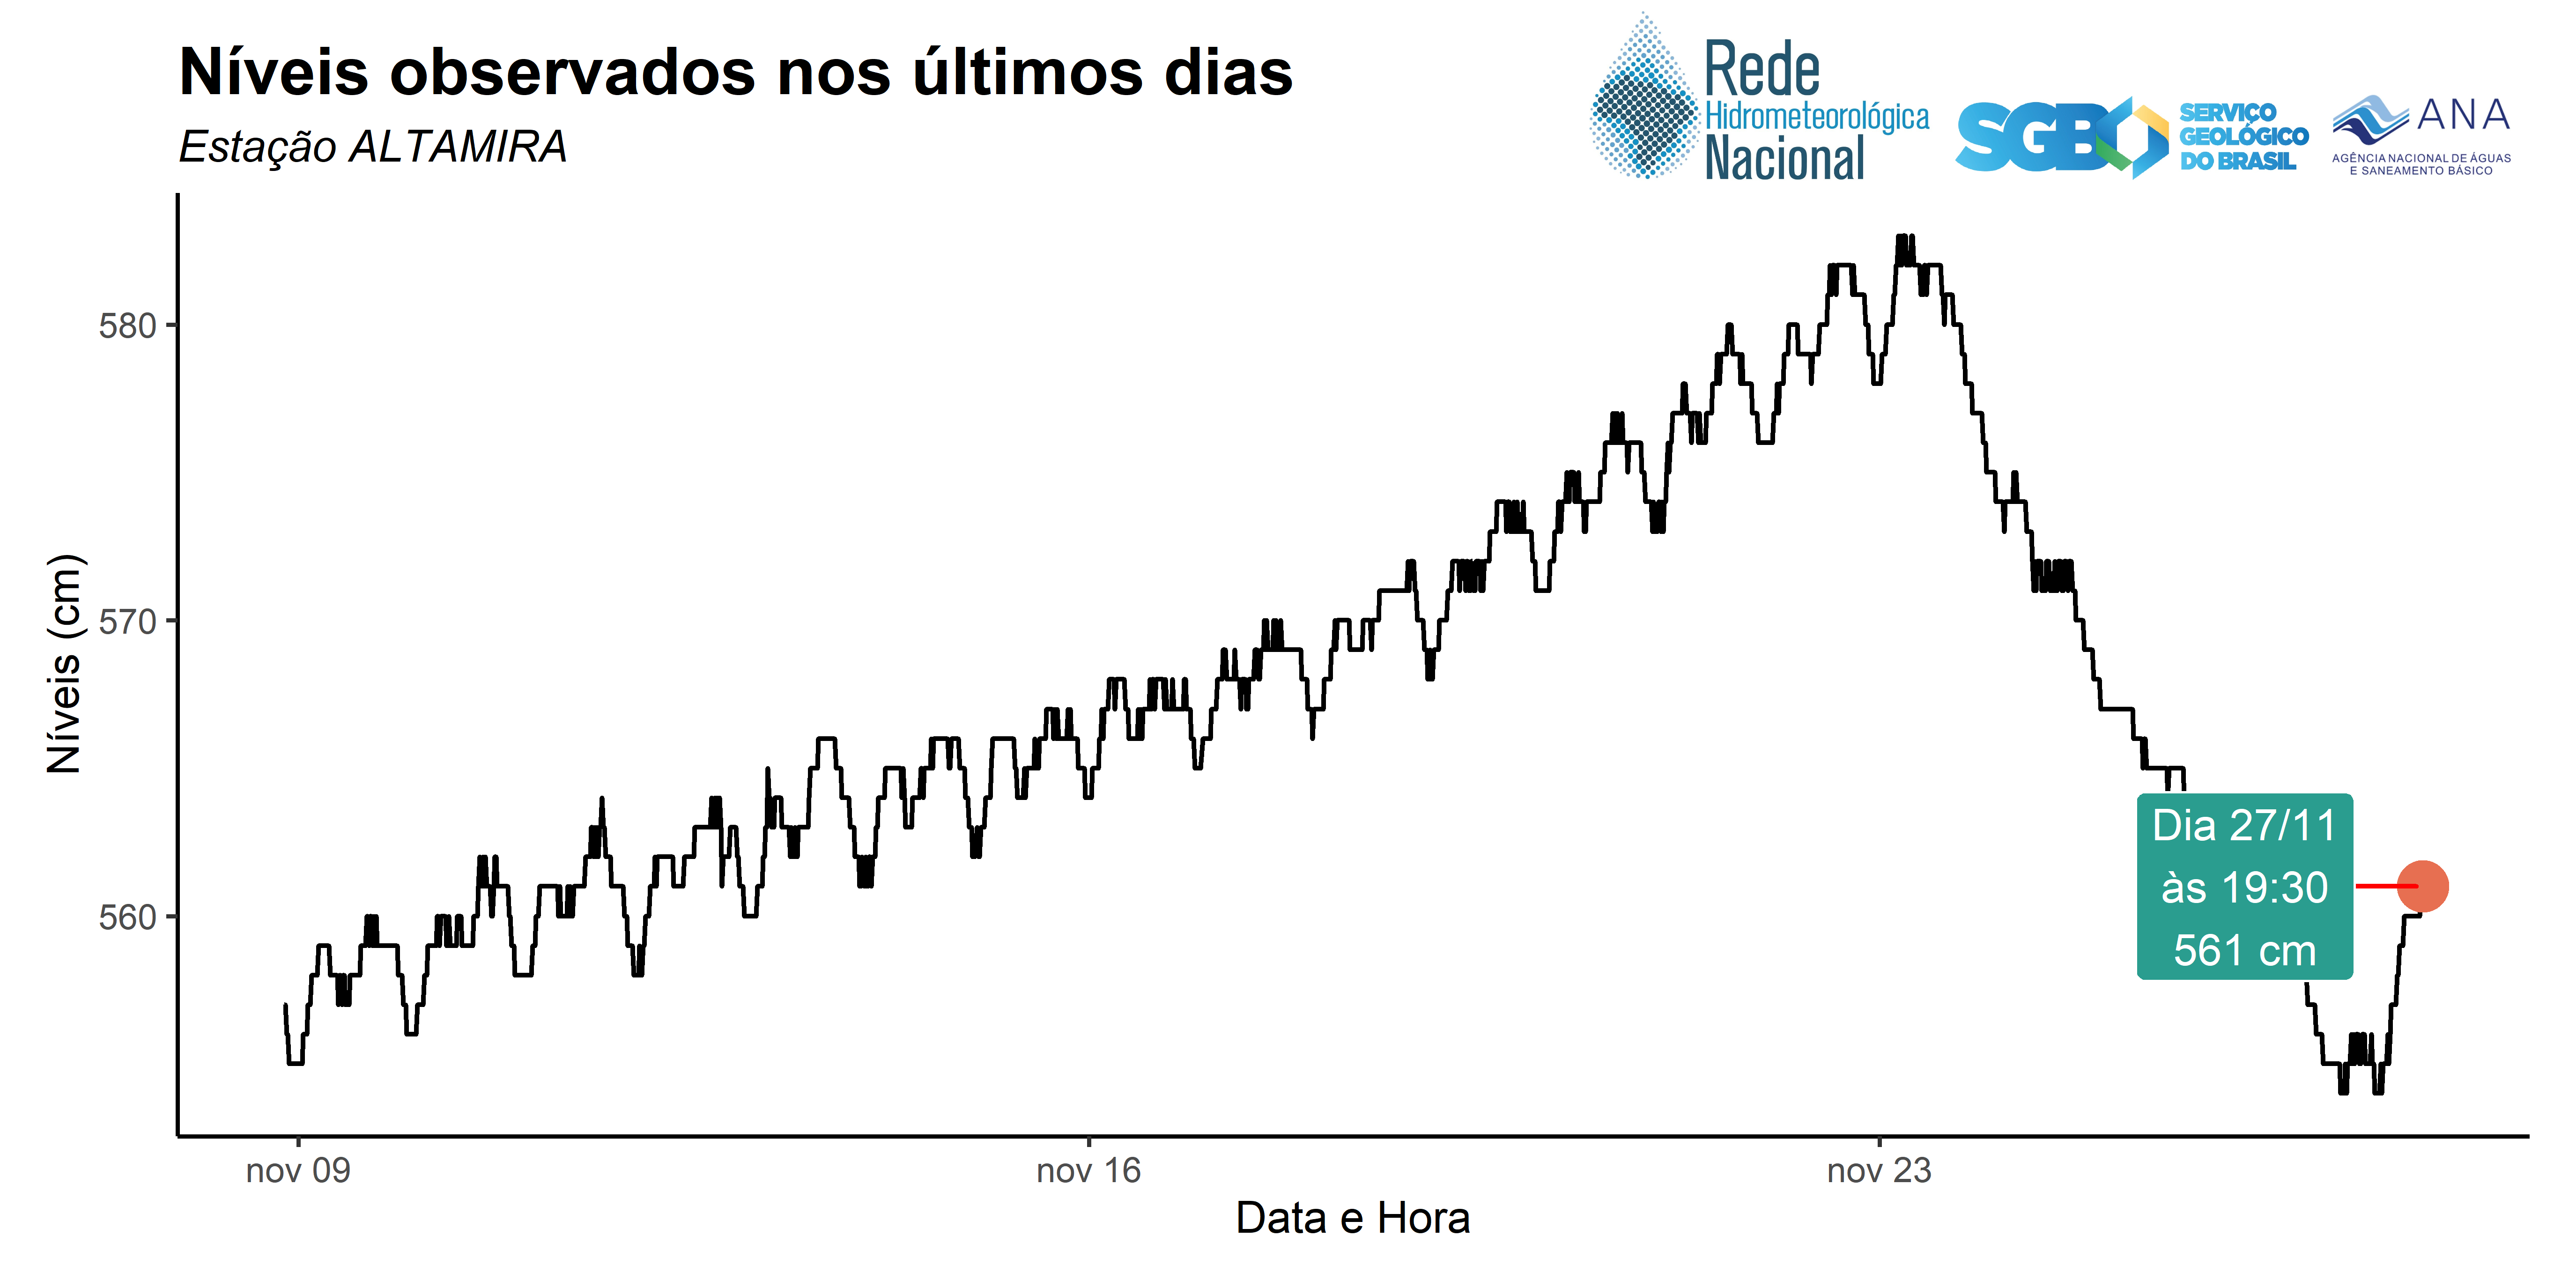 Níveis observados nos últimos dias
Estação ALTAMIRA
Rede
Hidrometeorológica
Nacional
SGB
SERVIÇO
GEOLÓGICO
DO BRASIL
ANA
AGÊNCIA NACIONAL DE ÁGUAS
E SANEAMENTO BÁSICO
Níveis (cm)
580
570
560
Dia 27/11
às 19:30
561 cm
nov 09
nov 16
nov 23
Data e Hora